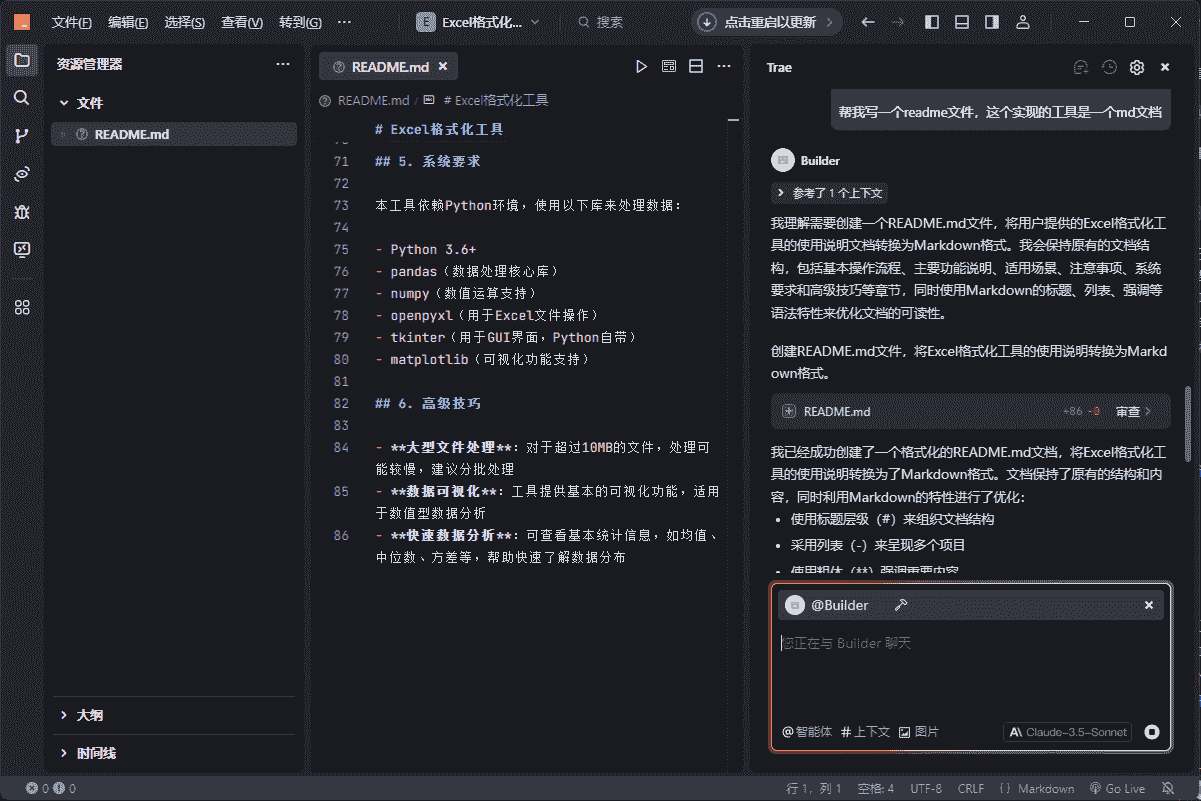 文件(F) 编辑(E) 选择(S) 查看(V) 转到(G) ··· E Excel格式化... 搜索 点击重启以更新
资源管理器 ···
文件
README.md
大纲
时间线
README.md ···
README.md / # Excel格式化工具
# Excel格式化工具
71 ## 5. 系统要求
72
73 本工具依赖Python环境，使用以下库来处理数据：
74
75 - Python 3.6+
76 - pandas（数据处理核心库）
77 - numpy（数值运算支持）
78 - openpyxl（用于Excel文件操作）
79 - tkinter（用于GUI界面，Python自带）
80 - matplotlib（可视化功能支持）
81
82 ## 6. 高级技巧
83
84 - **大型文件处理**：对于超过10MB的文件，处理可
能较慢，建议分批处理
85 - **数据可视化**：工具提供基本的可视化功能，适用
于数值型数据分析
86 - **快速数据分析**：可查看基本统计信息，如均值、
中位数、方差等，帮助快速了解数据分布
Trae
帮我写一个readme文件，这个实现的工具是一个md文档
Builder
参考了 1 个上下文
我理解需要创建一个README.md文件，将用户提供的Excel格式化工
具的使用说明文档转换为Markdown格式。我会保持原有的文档结
构，包括基本操作流程、主要功能说明、适用场景、注意事项、系统
要求和高级技巧等章节，同时使用Markdown的标题、列表、强调等
语法特性来优化文档的可读性。
创建README.md文件，将Excel格式化工具的使用说明转换为Markd
own格式。
README.md +86 -0 审查
我已经成功创建了一个格式化的README.md文档，将Excel格式化工
具的使用说明转换为了Markdown格式。文档保持了原有的结构和内
容，同时利用Markdown的特性进行了优化：
• 使用标题层级（#）来组织文档结构
• 采用列表（-）来呈现多个项目
• 使用粗体（**）强调重要内容
@Builder
您正在与 Builder 聊天
@智能体 # 上下文 图片 Claude-3.5-Sonnet
0 0 行 1，列 1 空格: 4 UTF-8 CRLF {} Markdown Go Live